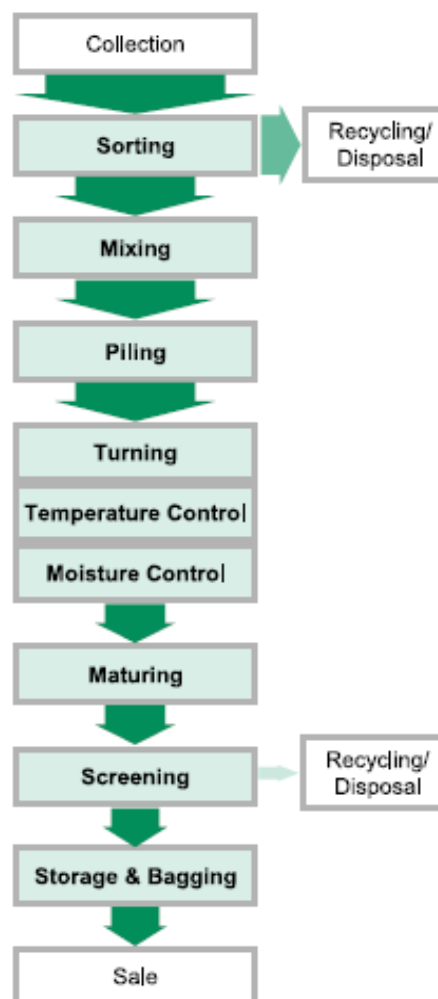 Collection
Sorting
Recycling/
Disposal
Mixing
Piling
Turning
Temperature Control
Moisture Control
Maturing
Screening
Recycling/
Disposal
Storage & Bagging
Sale